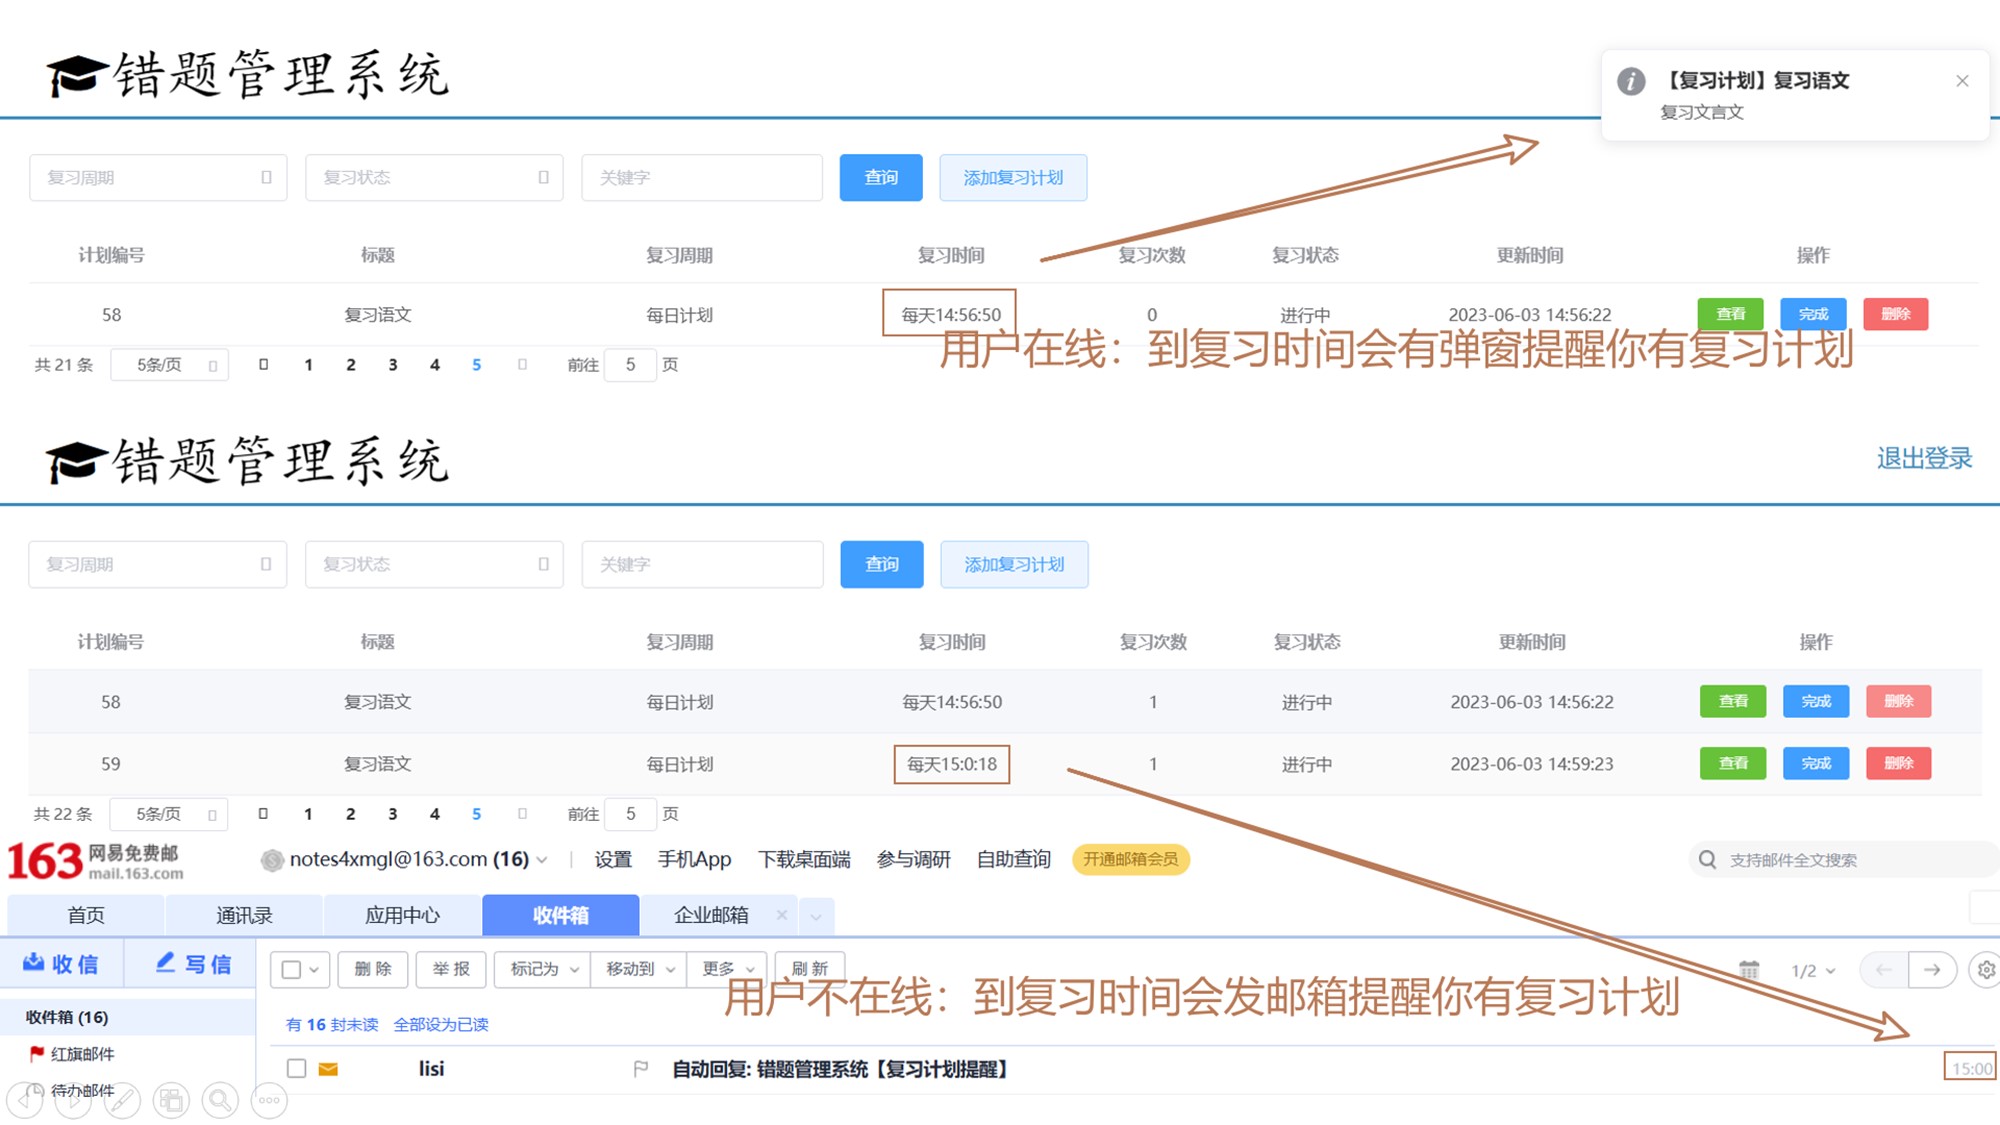 错题管理系统
【复习计划】复习语文
复习文言文
复习周期 复习状态 关键字 查询 添加复习计划
计划编号 标题 复习周期 复习时间 复习次数 复习状态 更新时间 操作
58 复习语文 每日计划 每天14:56:50 0 进行中 2023-06-03 14:56:22 查看 完成 删除
用户在线：到复习时间会有弹窗提醒你有复习计划
共 21 条 5条/页 1 2 3 4 5 前往 5 页
错题管理系统
退出登录
复习周期 复习状态 关键字 查询 添加复习计划
计划编号 标题 复习周期 复习时间 复习次数 复习状态 更新时间 操作
58 复习语文 每日计划 每天14:56:50 1 进行中 2023-06-03 14:56:22 查看 完成 删除
59 复习语文 每日计划 每天15:0:18 1 进行中 2023-06-03 14:59:23 查看 完成 删除
共 22 条 5条/页 1 2 3 4 5 前往 5 页
163 网易免费邮
mail.163.com
notes4xmgl@163.com (16) 设置 手机App 下载桌面端 参与调研 自助查询 开通邮箱会员 支持邮件全文搜索
首页 通讯录 应用中心 收件箱 企业邮箱
收信 写信 删 除 举 报 标记为 移动到 更多 刷 新 1/2
用户不在线：到复习时间会发邮箱提醒你有复习计划
收件箱 (16)
有 16 封未读 全部设为已读
红旗邮件
lisi 自动回复: 错题管理系统【复习计划提醒】 15:00
待办邮件